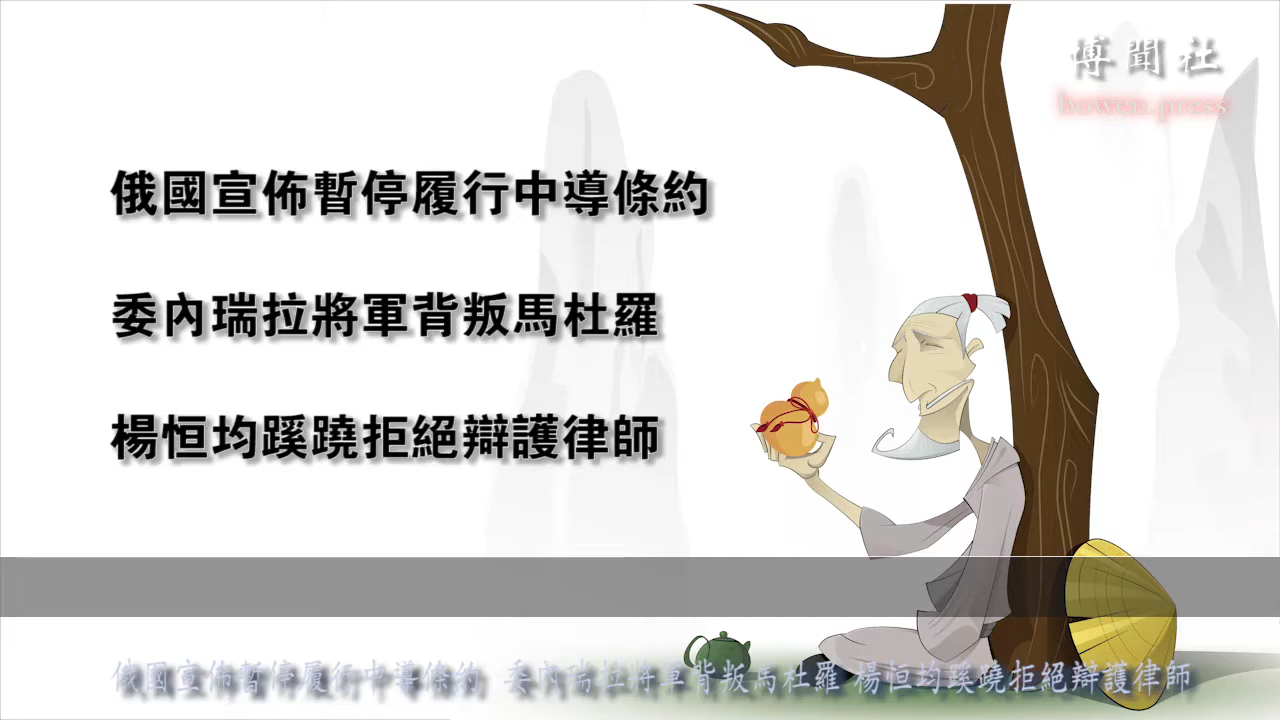 博聞社
bowen.press
俄國宣佈暫停履行中導條約
委內瑞拉將軍背叛馬杜羅
楊恒均蹊蹺拒絕辯護律師
俄國宣佈暫停履行中導條約 委內瑞拉將軍背叛馬杜羅 楊恒均蹊蹺拒絕辯護律師